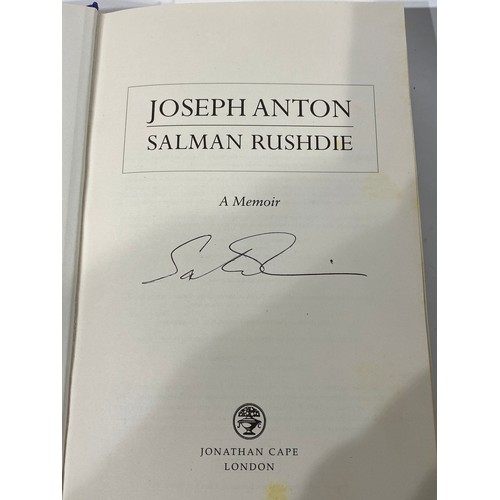 JOSEPH ANTON
SALMAN RUSHDIE
A Memoir
JONATHAN CAPE
LONDON